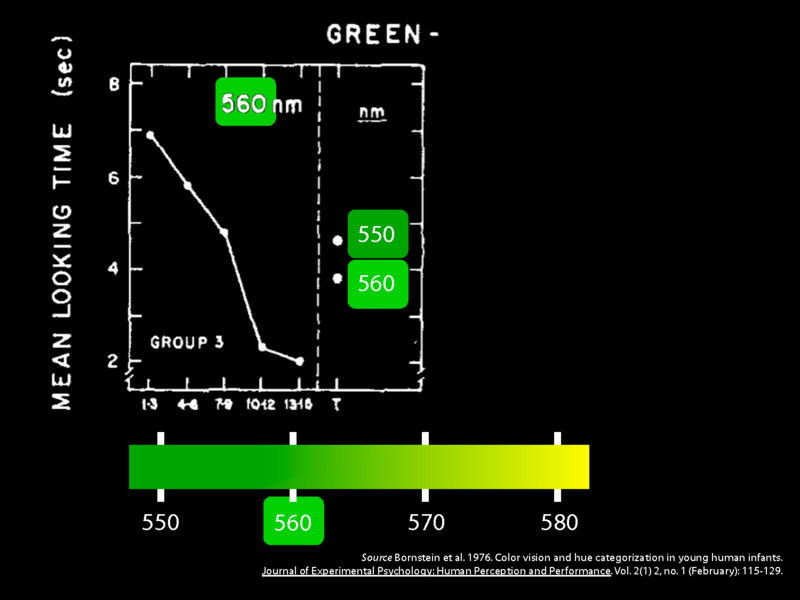 GREEN -
MEAN LOOKING TIME (sec)
8
6
4
2
560 nm
nm
550
560
GROUP 3
1-3 4-6 7-9 10-12 13-15 T
550 560 570 580
Source Bornstein et al. 1976. Color vision and hue categorization in young human infants.
Journal of Experimental Psychology: Human Perception and Performance. Vol. 2(1) 2, no. 1 (February): 115-129.